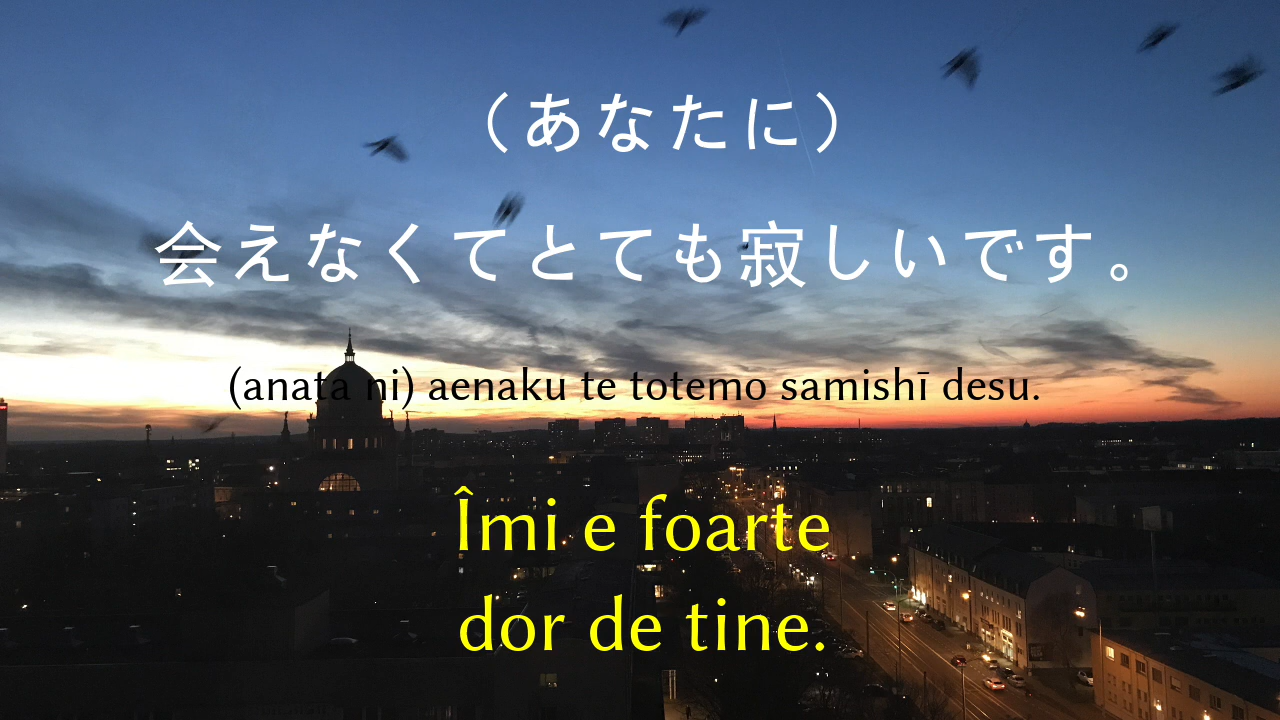 （あなたに）
会えなくてとても寂しいです。
(anata ni) aenaku te totemo samishī desu.
Îmi e foarte
dor de tine.